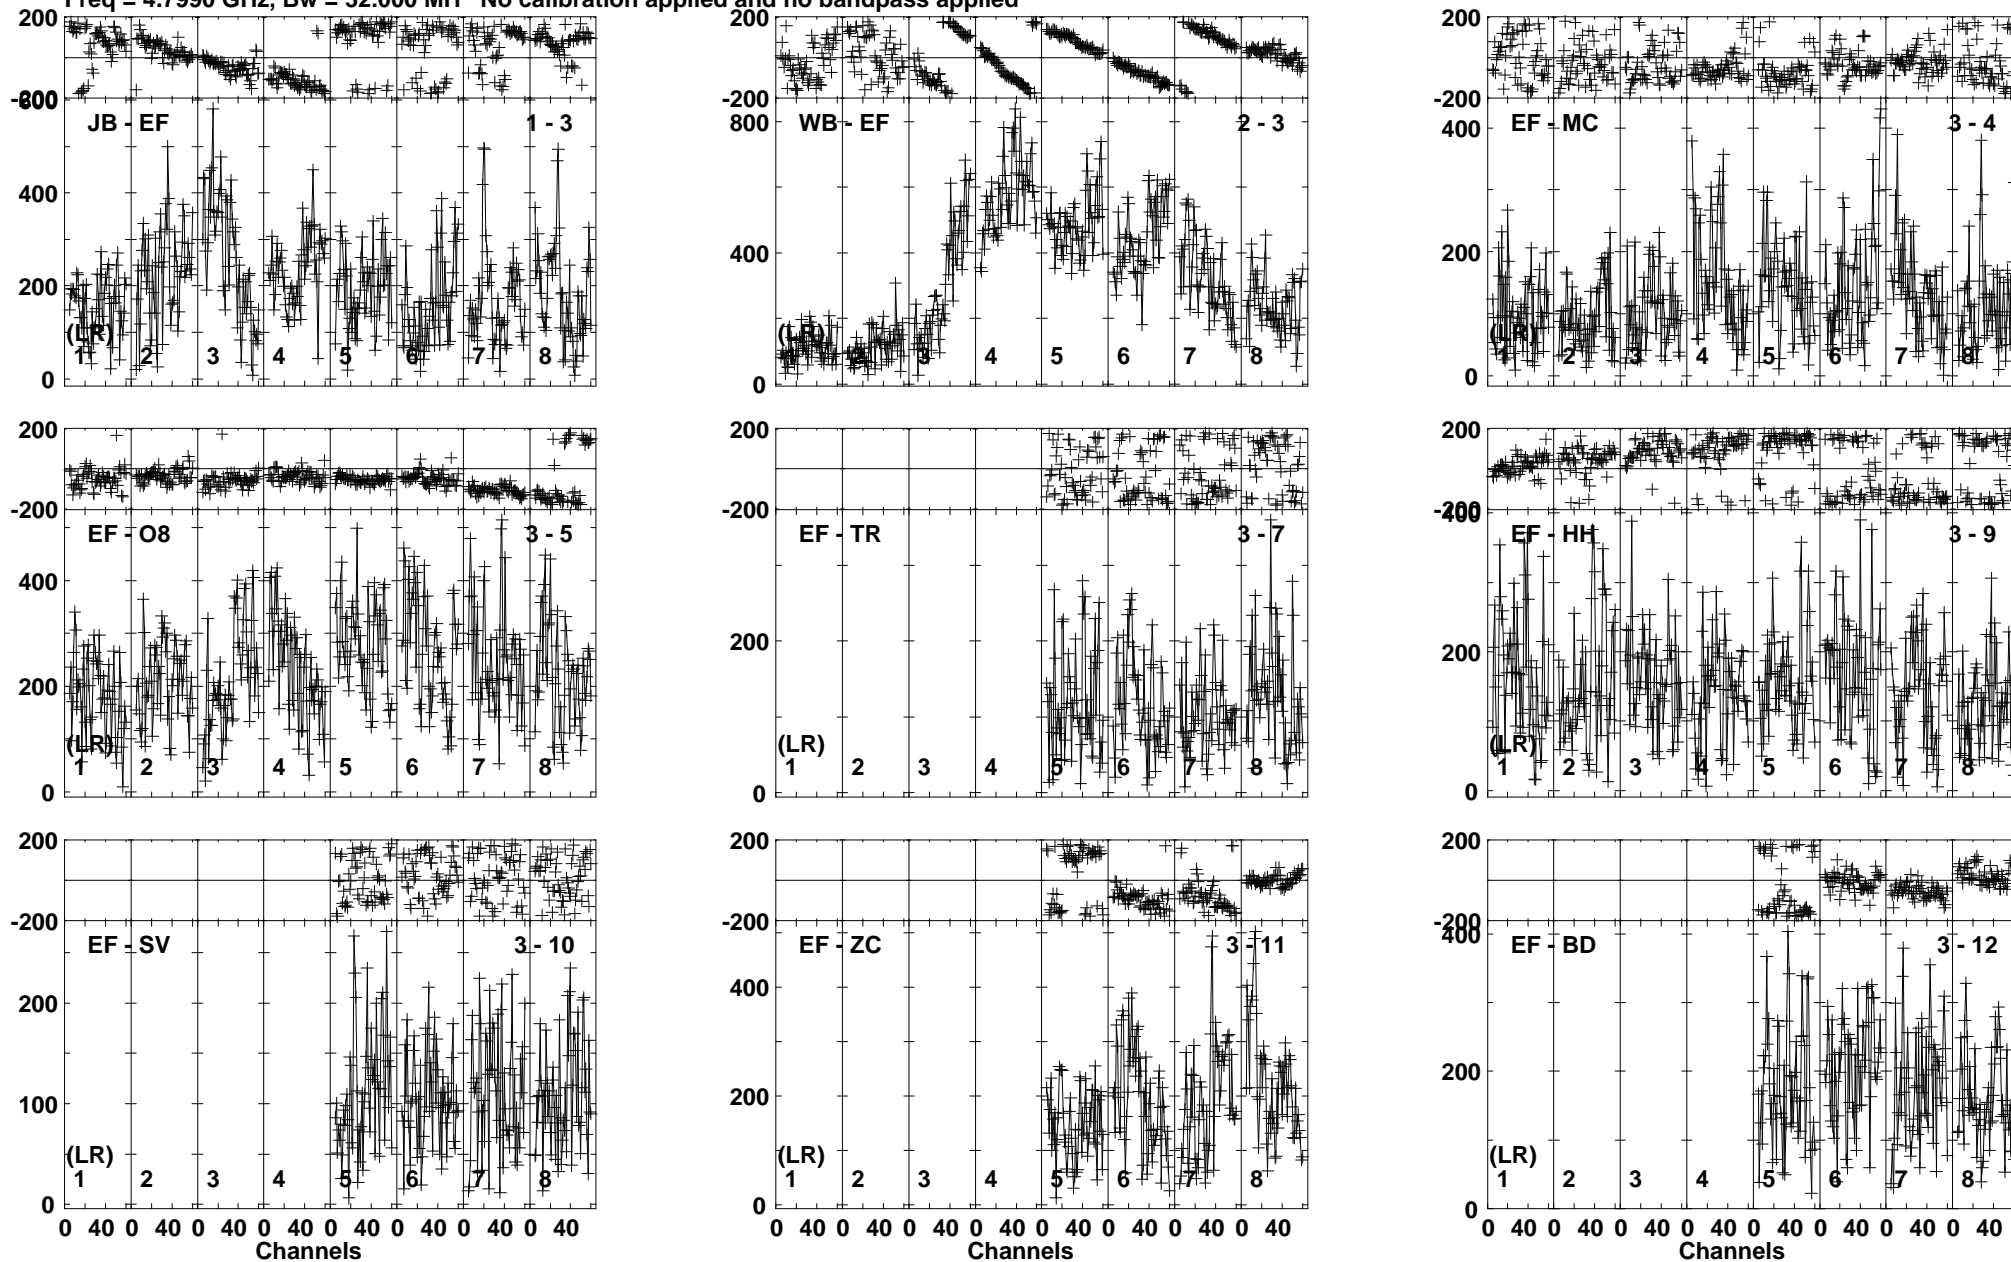 Freq = 4.7990 GHz, Bw = 32.000 MH No calibration applied and no bandpass applied
200 200 200
-200 -200 -200
600 JB - EF 1 - 3
400
200
0
(LR)
1 2 3 4 5 6 7 8
800 WB - EF 2 - 3
400
0
(LR)
1 2 3 4 5 6 7 8
EF - MC 3 - 4
400
200
0
(LR)
1 2 3 4 5 6 7 8
200 200 200
-200 -200 -200
EF - O8 3 - 5
400
200
0
(LR)
1 2 3 4 5 6 7 8
EF - TR 3 - 7
200
0
(LR)
1 2 3 4 5 6 7 8
400 EF - HH 3 - 9
200
0
(LR)
1 2 3 4 5 6 7 8
200 200 200
-200 -200 -200
EF - SV 3 - 10
200
100
0
(LR)
1 2 3 4 5 6 7 8
EF - ZC 3 - 11
400
200
0
(LR)
1 2 3 4 5 6 7 8
400 EF - BD 3 - 12
200
0
(LR)
1 2 3 4 5 6 7 8
0 40 0 40 0 40 0 40 0 40 0 40 0 40 0 40
Channels
0 40 0 40 0 40 0 40 0 40 0 40 0 40 0 40
Channels
0 40 0 40 0 40 0 40 0 40 0 40 0 40 0 40
Channels